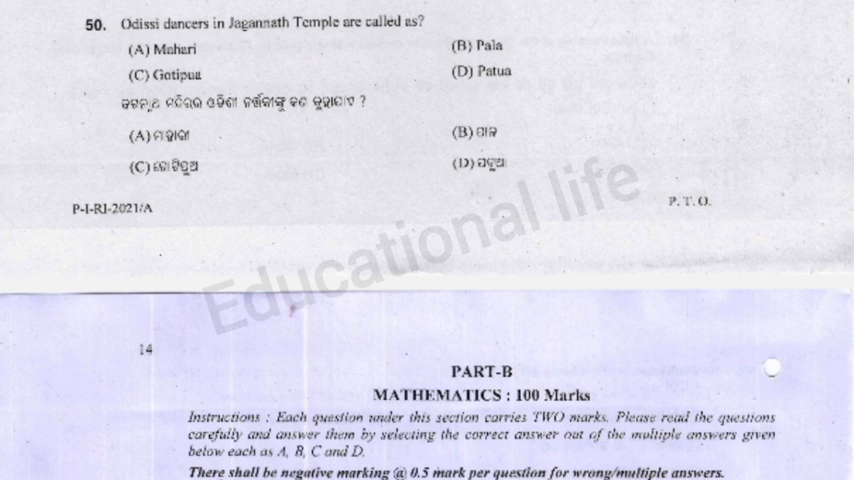 50. Odissi dancers in Jagannath Temple are called as?
(A) Mahari (B) Pala
(C) Gotipua (D) Patua
ଜଗନ୍ନାଥ ମନ୍ଦିରର ଓଡ଼ିଶୀ ନର୍ତ୍ତକୀଙ୍କୁ କଣ କୁହାଯାଏ ?
(A) ମାହାରୀ (B) ପାଳ
(C) ଗୋଟିପୁଅ (D) ପଟୁଆ
P-I-RI-2021/A P. T. O.
Educational life
14
PART-B
MATHEMATICS : 100 Marks
Instructions : Each question under this section carries TWO marks. Please read the questions
carefully and answer them by selecting the correct answer out of the multiple answers given
below each as A, B, C and D.
There shall be negative marking @ 0.5 mark per question for wrong/multiple answers.